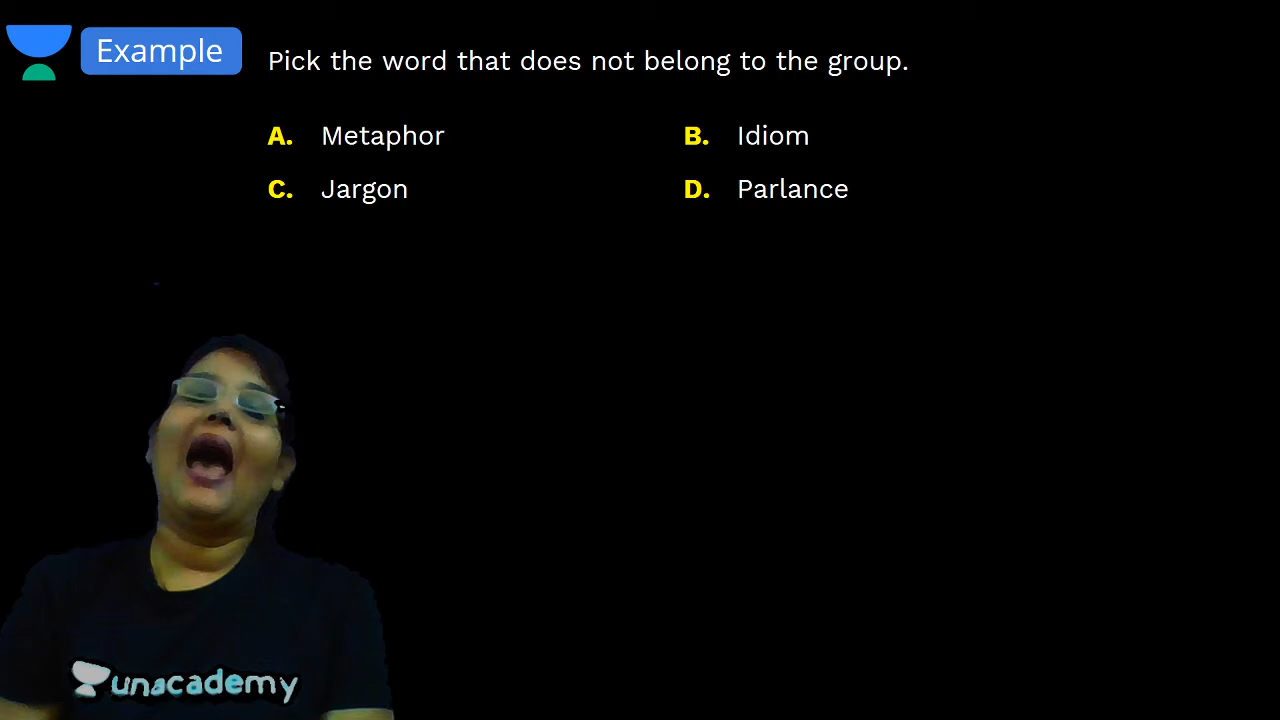 Example
Pick the word that does not belong to the group.
A. Metaphor B. Idiom
C. Jargon D. Parlance
unacademy